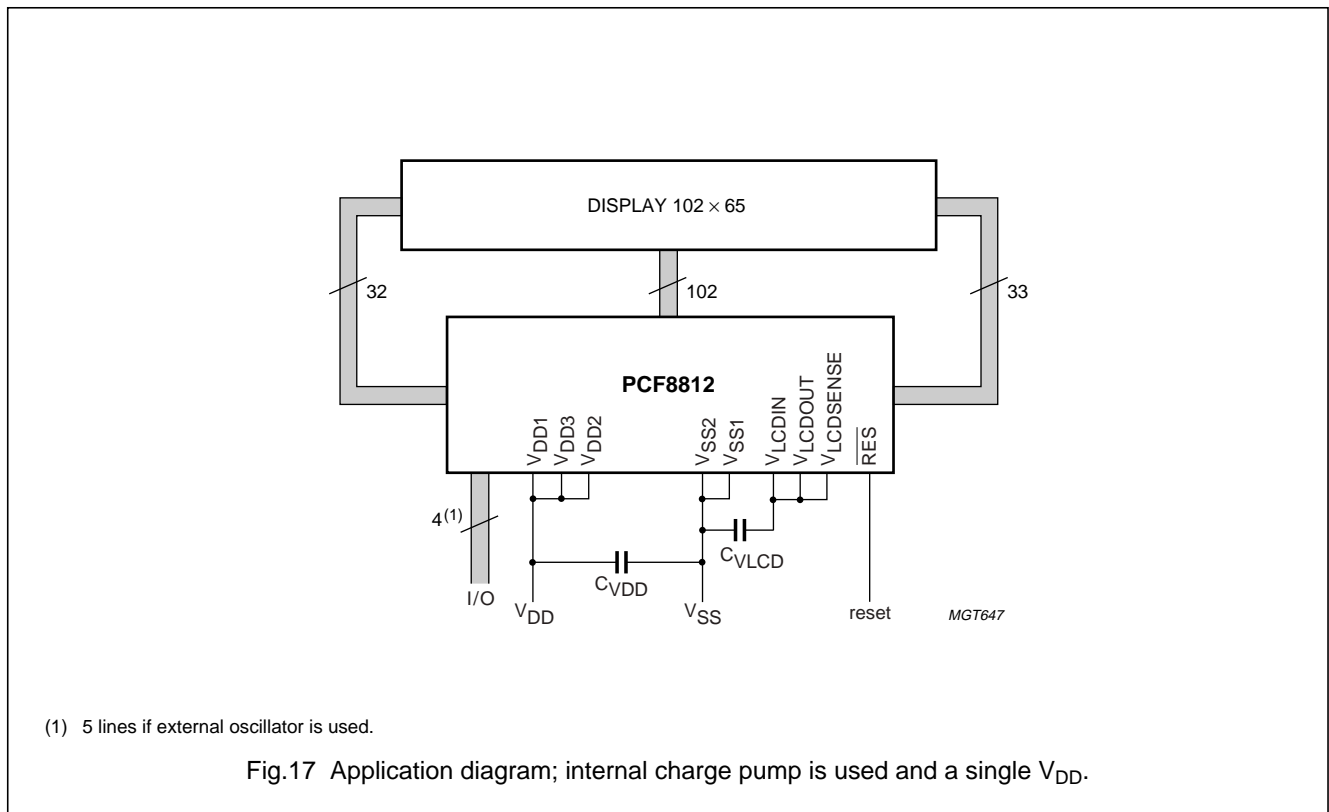 DISPLAY 102 × 65
32
102
33
PCF8812
VDD1
VDD3
VDD2
VSS2
VSS1
VLCDIN
VLCDOUT
VLCDSENSE
RES
4(1)
CVLCD
CVDD
I/O
VDD
VSS
reset
MGT647
(1) 5 lines if external oscillator is used.
Fig.17 Application diagram; internal charge pump is used and a single VDD.